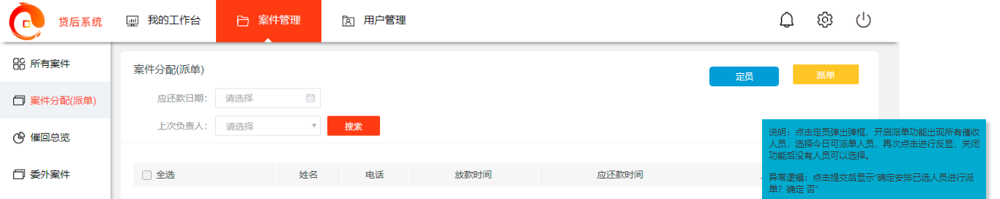 贷后系统 我的工作台 案件管理 用户管理
所有案件
案件分配(派单)
催回总览
委外案件
案件分配(派单)
定员 派单
应还款日期： 请选择
上次负责人： 请选择 搜索
全选 姓名 电话 放款时间 应还款时间
说明：点击定员弹出弹框，开启派单功能出现所有催收
人员，选择今日可派单人员，再次点击进行反显，关闭
功能后没有人员可以选择。
异常逻辑：点击提交后显示“确定安排已选人员进行派
单？确定 否”